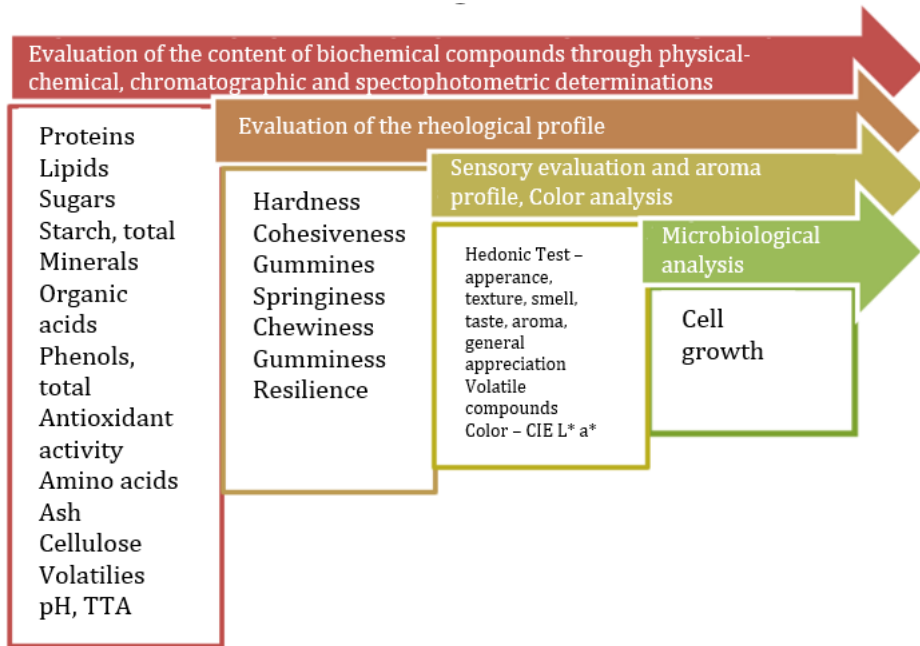 Evaluation of the content of biochemical compounds through physical-
chemical, chromatographic and spectophotometric determinations
Proteins
Lipids
Sugars
Starch, total
Minerals
Organic
acids
Phenols,
total
Antioxidant
activity
Amino acids
Ash
Cellulose
Volatilies
pH, TTA
Evaluation of the rheological profile
Hardness
Cohesiveness
Gummines
Springiness
Chewiness
Gumminess
Resilience
Sensory evaluation and aroma
profile, Color analysis
Hedonic Test –
apperance,
texture, smell,
taste, aroma,
general
appreciation
Volatile
compounds
Color – CIE L* a*
Microbiological
analysis
Cell
growth